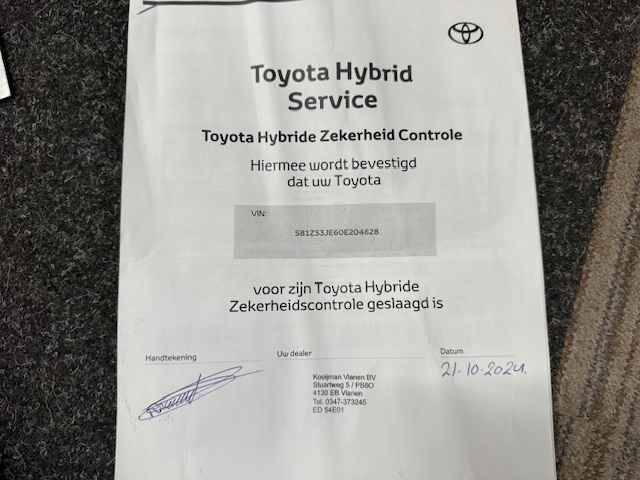 Toyota Hybrid
Service
Toyota Hybride Zekerheid Controle
Hiermee wordt bevestigd
dat uw Toyota
VIN:
SB1Z53JE60E204628
voor zijn Toyota Hybride
Zekerheidscontrole geslaagd is
Handtekening
Uw dealer
Datum
Kooijman Vianen BV
Stuartweg 5 / PB8O
4130 EB Vianen
Tel. 0347-373245
ED 54E01
21-10-2024.